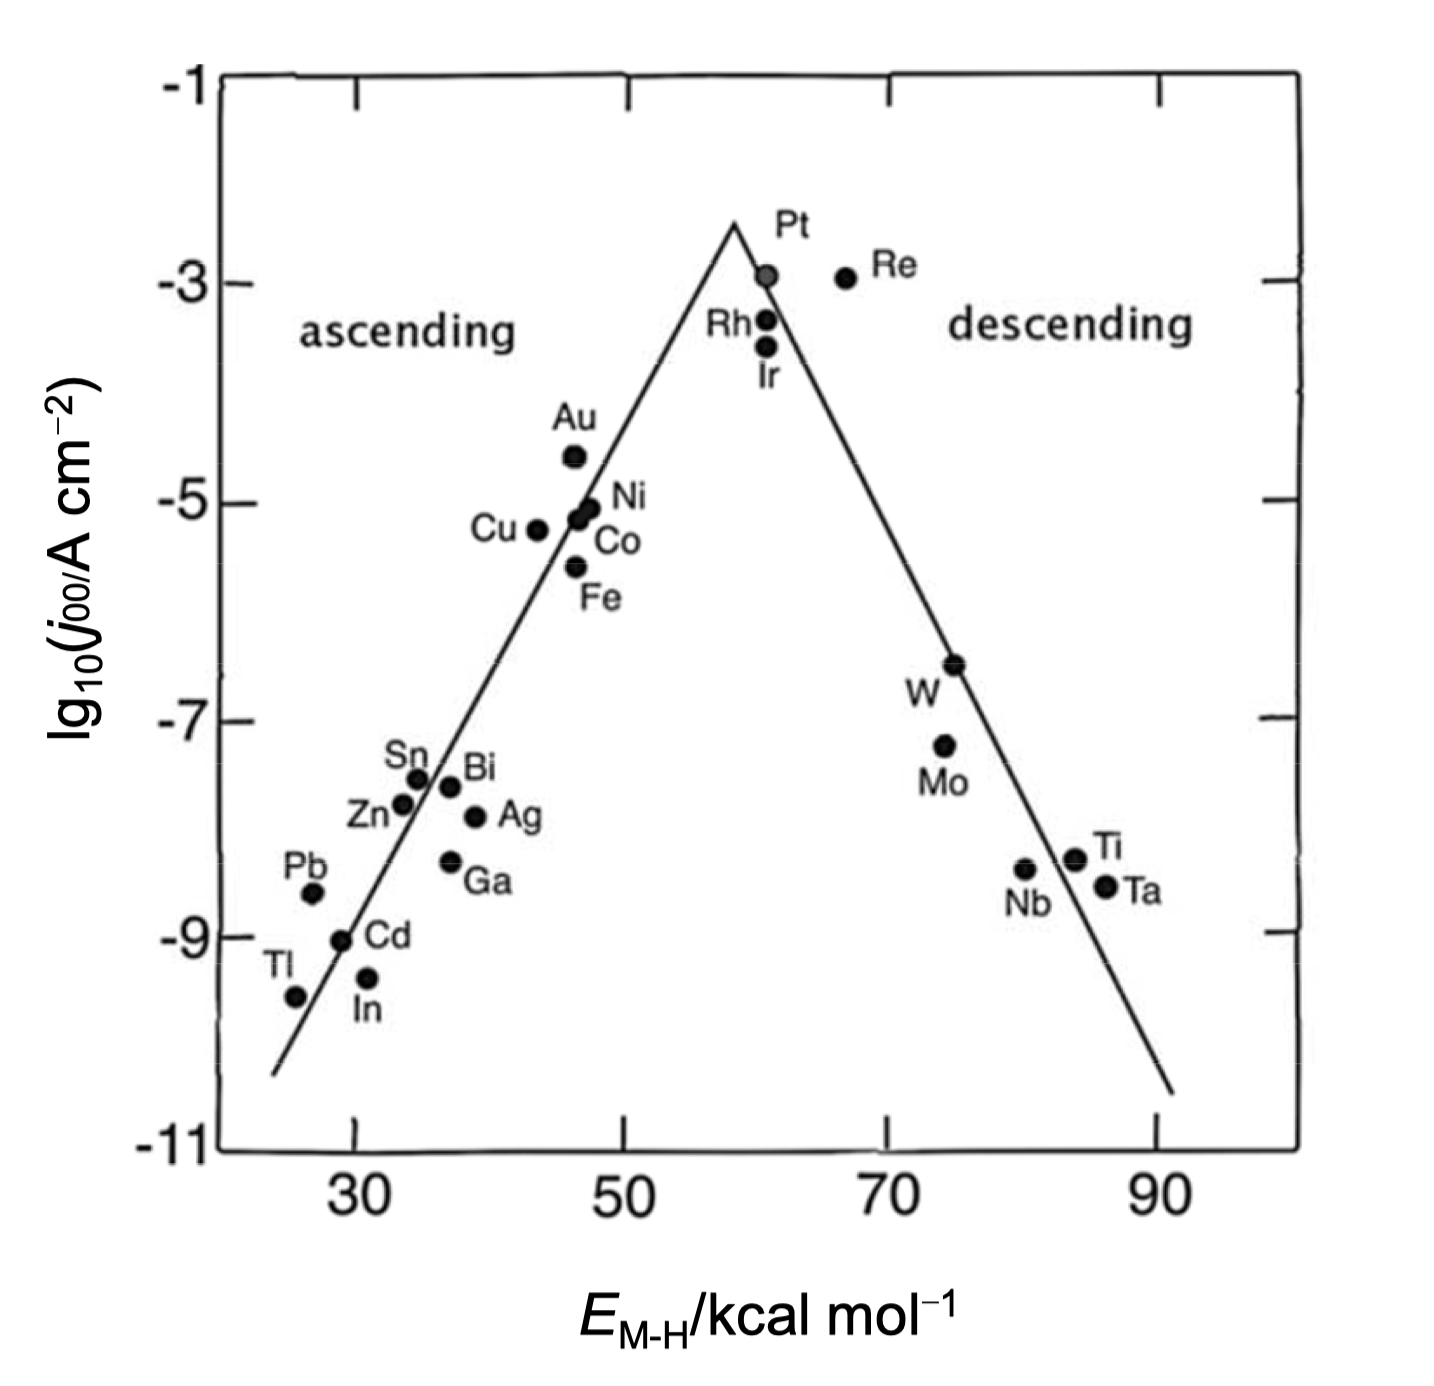 -1
Pt
-3
Re
ascending
Rh
descending
Ir
Au
-5
Ni
Cu
Co
Fe
lg10(j00/A cm−2)
W
-7
Sn
Bi
Mo
Zn
Ag
Pb
Ga
Ti
Nb
Ta
-9
Cd
Tl
In
-11
30 50 70 90
EM-H/kcal mol−1